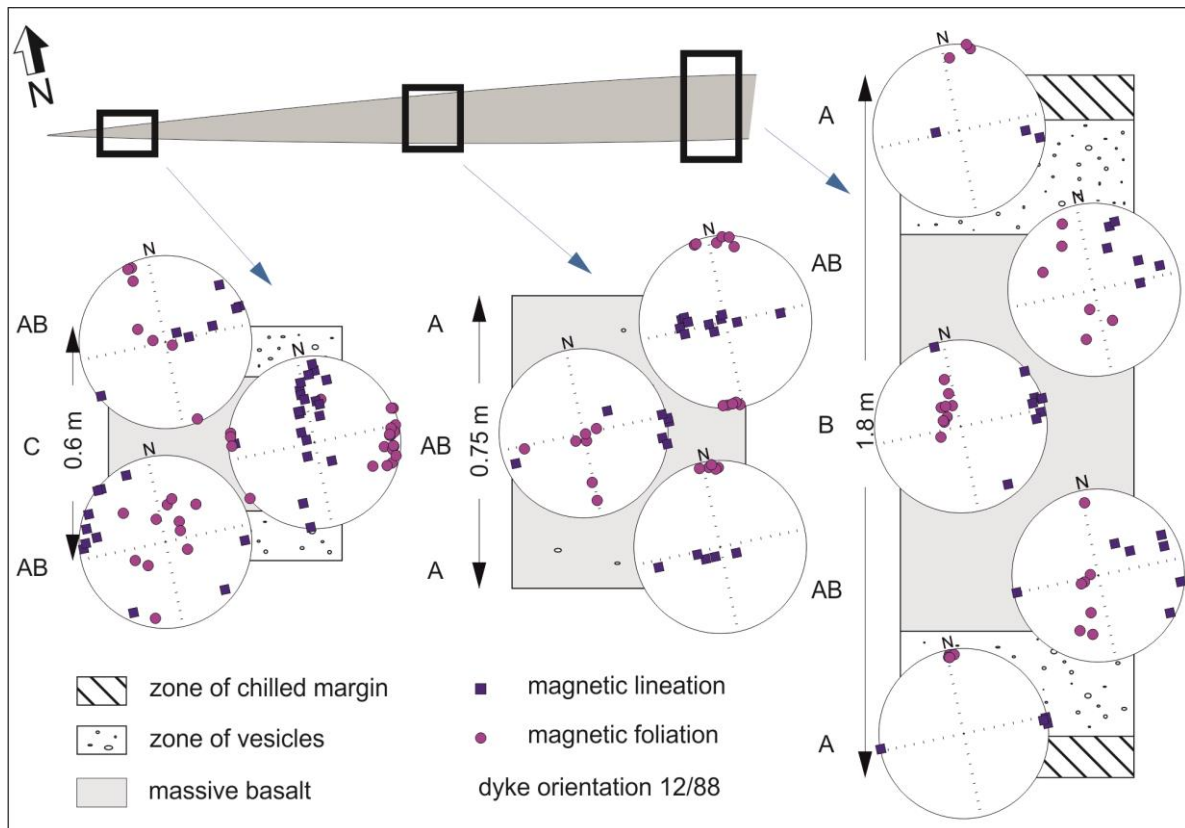 N
N
A
AB
B
AB
A
1.8 m
N
N
N
N
N
A
AB
A
0.75 m
N
N
N
AB
C
AB
0.6 m
N
N
N
zone of chilled margin
zone of vesicles
massive basalt
magnetic lineation
magnetic foliation
dyke orientation 12/88